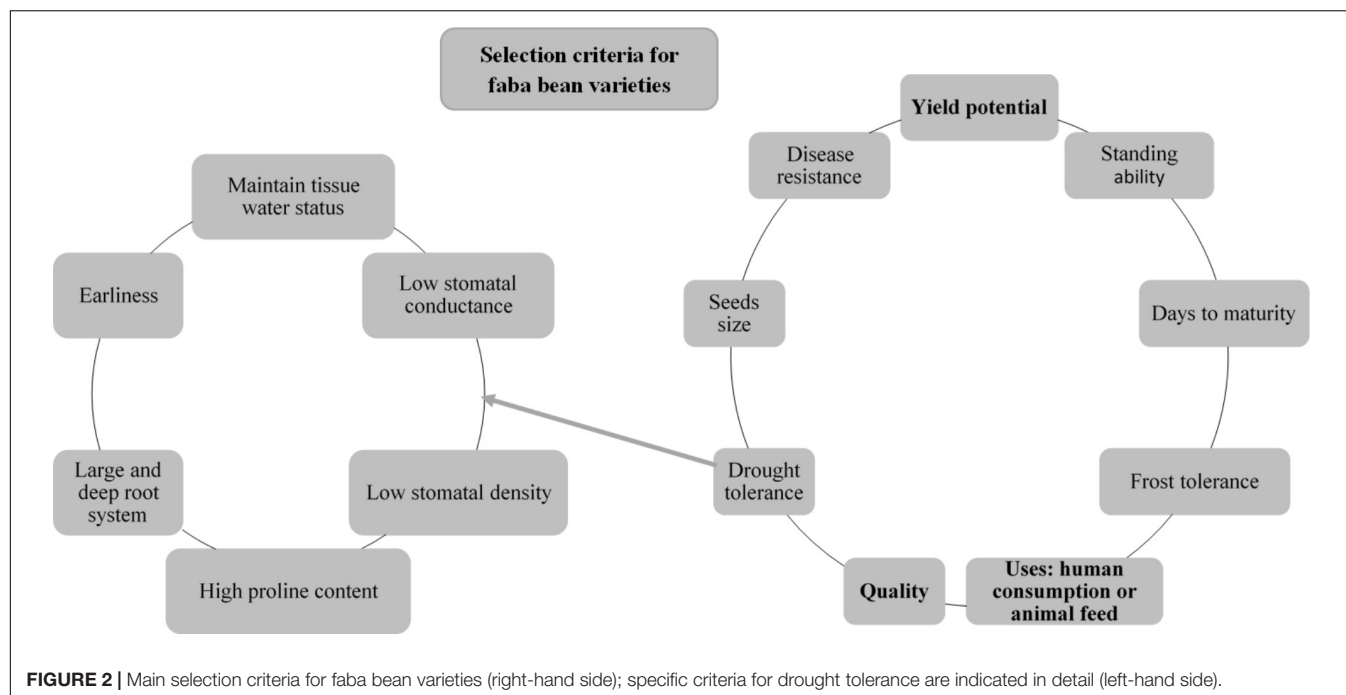 Selection criteria for
faba bean varieties
Maintain tissue
water status
Low stomatal
conductance
Low stomatal density
High proline content
Large and
deep root
system
Earliness
Yield potential
Standing
ability
Days to maturity
Frost tolerance
Uses: human
consumption or
animal feed
Quality
Drought
tolerance
Seeds
size
Disease
resistance
FIGURE 2 | Main selection criteria for faba bean varieties (right-hand side); specific criteria for drought tolerance are indicated in detail (left-hand side).